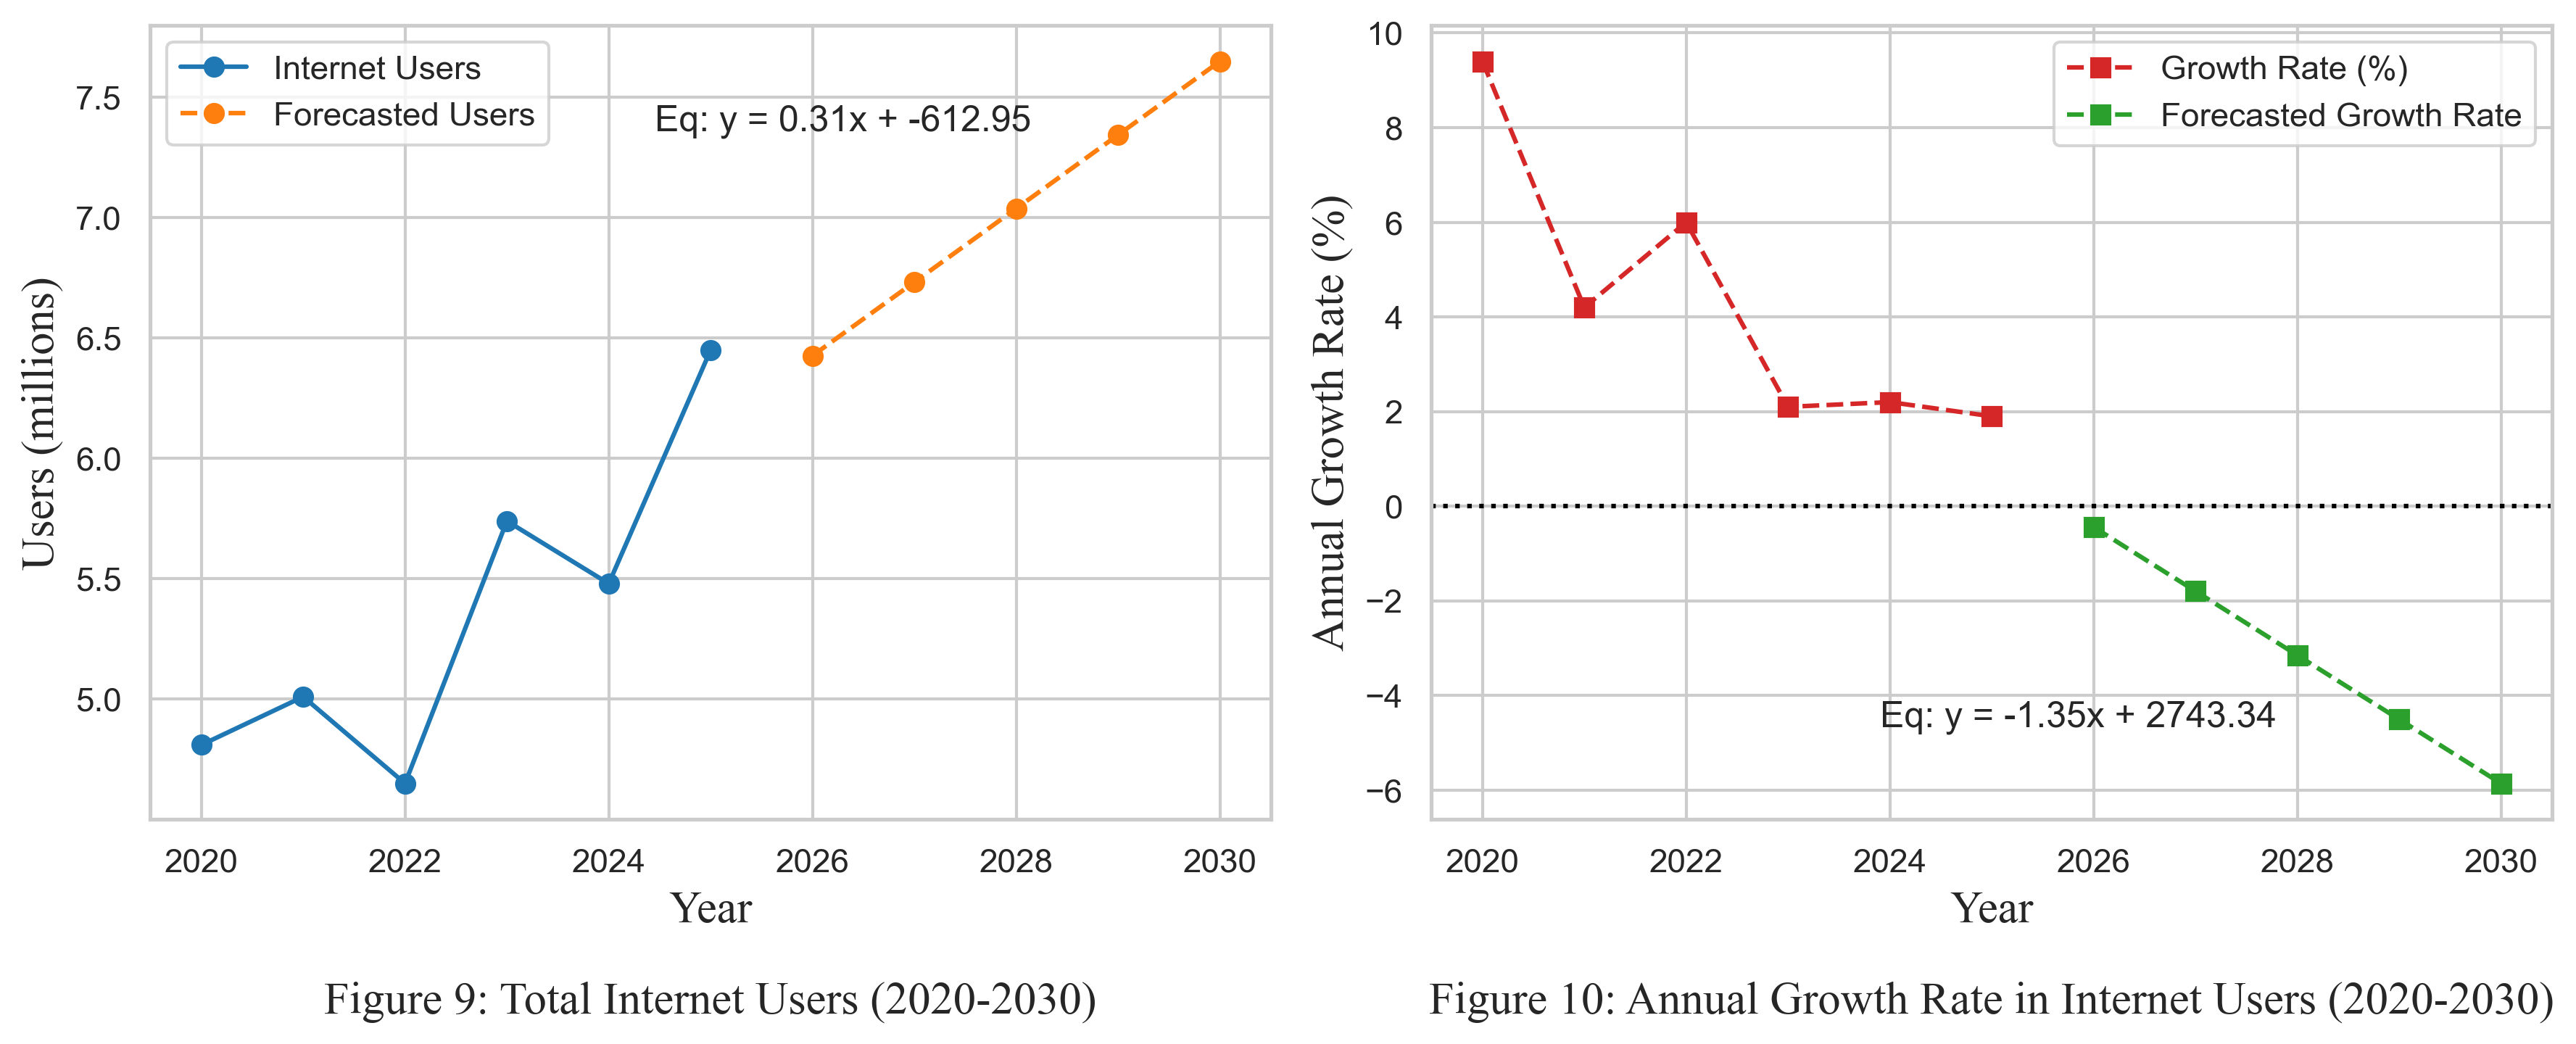 Internet Users
Forecasted Users
Eq: y = 0.31x + -612.95
Users (millions)
7.5
7.0
6.5
6.0
5.5
5.0
2020 2022 2024 2026 2028 2030
Year
Figure 9: Total Internet Users (2020-2030)
Growth Rate (%)
Forecasted Growth Rate
Eq: y = -1.35x + 2743.34
Annual Growth Rate (%)
10
8
6
4
2
0
−2
−4
−6
2020 2022 2024 2026 2028 2030
Year
Figure 10: Annual Growth Rate in Internet Users (2020-2030)